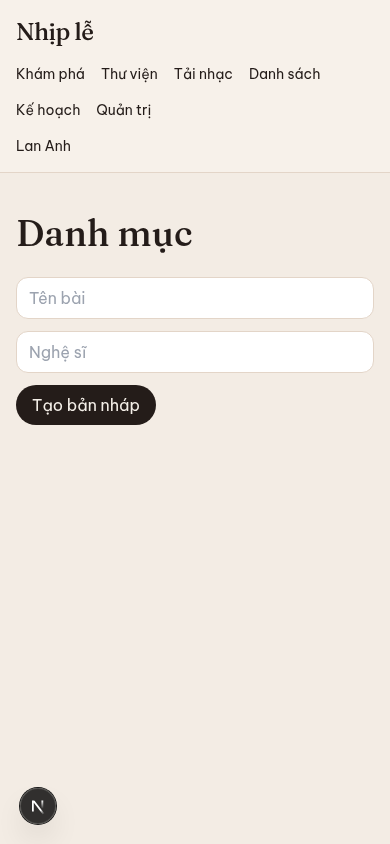 Nhịp lễ
Khám phá Thư viện Tải nhạc Danh sách
Kế hoạch Quản trị
Lan Anh
Danh mục
Tên bài
Nghệ sĩ
Tạo bản nháp
N